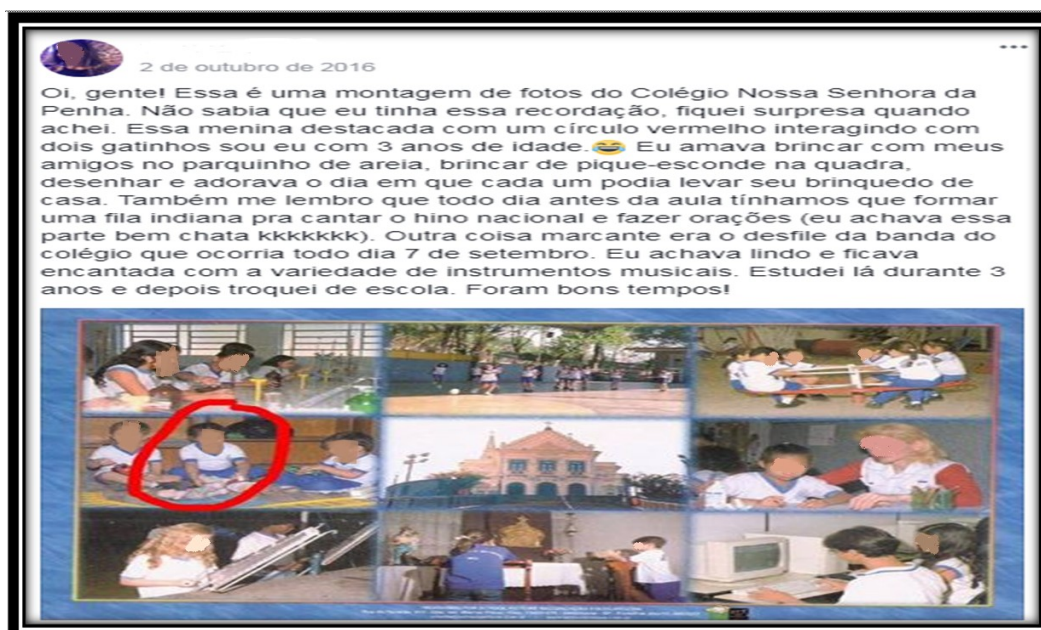 2 de outubro de 2016
Oi, gente! Essa é uma montagem de fotos do Colégio Nossa Senhora da
Penha. Não sabia que eu tinha essa recordação, fiquei surpresa quando
achei. Essa menina destacada com um círculo vermelho interagindo com
dois gatinhos sou eu com 3 anos de idade.😂 Eu amava brincar com meus
amigos no parquinho de areia, brincar de pique-esconde na quadra,
desenhar e adorava o dia em que cada um podia levar seu brinquedo de
casa. Também me lembro que todo dia antes da aula tínhamos que formar
uma fila indiana pra cantar o hino nacional e fazer orações (eu achava essa
parte bem chata kkkkkkk). Outra coisa marcante era o desfile da banda do
colégio que ocorria todo dia 7 de setembro. Eu achava lindo e ficava
encantada com a variedade de instrumentos musicais. Estudei lá durante 3
anos e depois troquei de escola. Foram bons tempos!